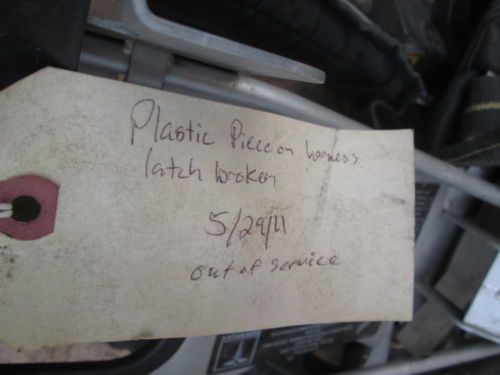 Plastic Piece on harness
latch broken
5/29/11
out of service